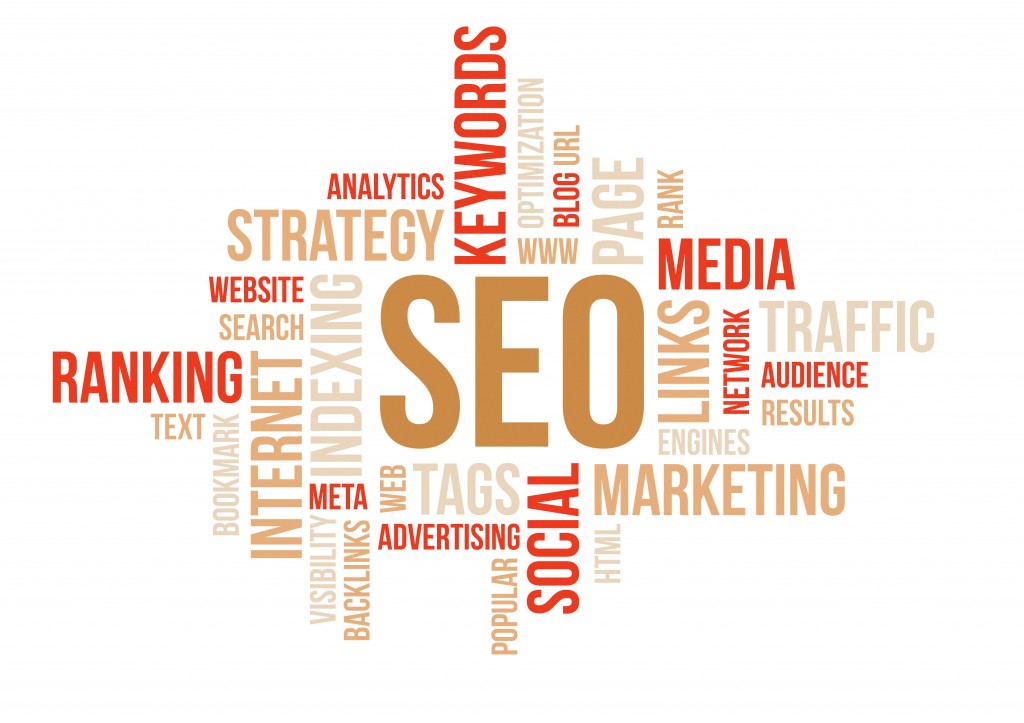 KEYWORDS
OPTIMIZATION
BLOG
URL
PAGE
RANK
ANALYTICS
STRATEGY
WWW
MEDIA
WEBSITE
SEARCH
INDEXING
SEO
LINKS
NETWORK
TRAFFIC
RANKING
INTERNET
AUDIENCE
TEXT
BOOKMARK
RESULTS
ENGINES
META
WEB
TAGS
SOCIAL
MARKETING
VISIBILITY
BACKLINKS
ADVERTISING
POPULAR
HTML